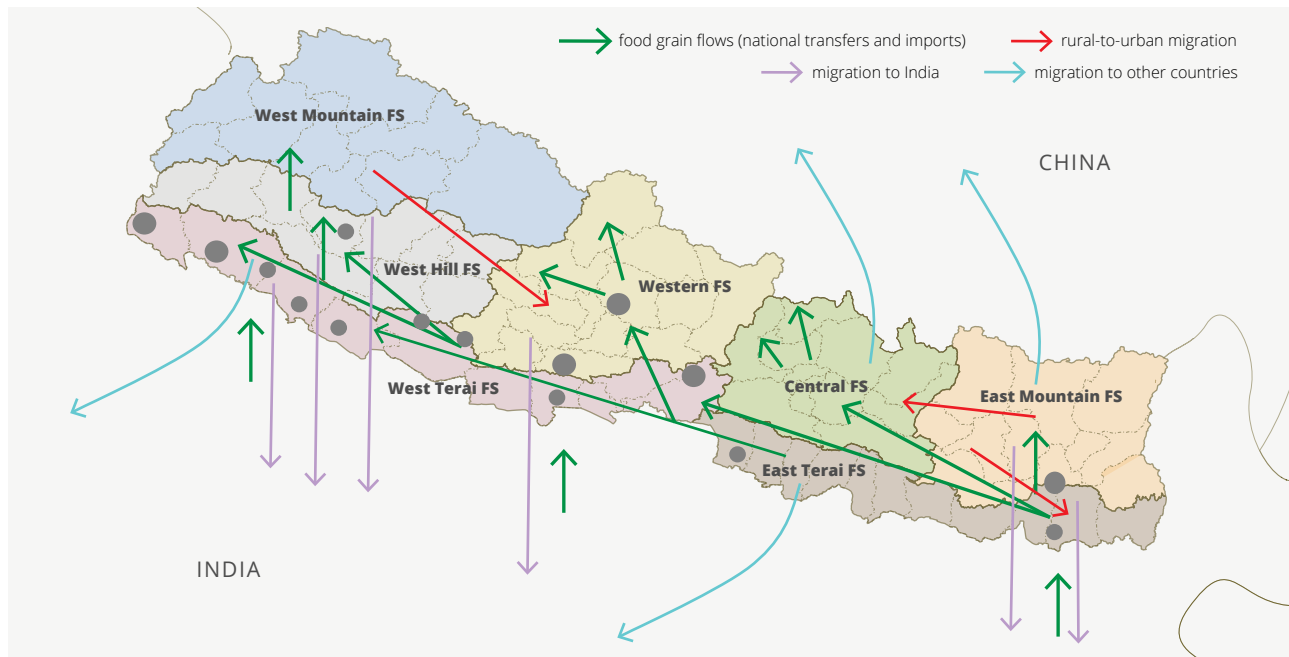 food grain flows (national transfers and imports)
rural-to-urban migration
migration to India
migration to other countries
West Mountain FS
CHINA
West Hill FS
Western FS
West Terai FS
Central FS
East Mountain FS
East Terai FS
INDIA